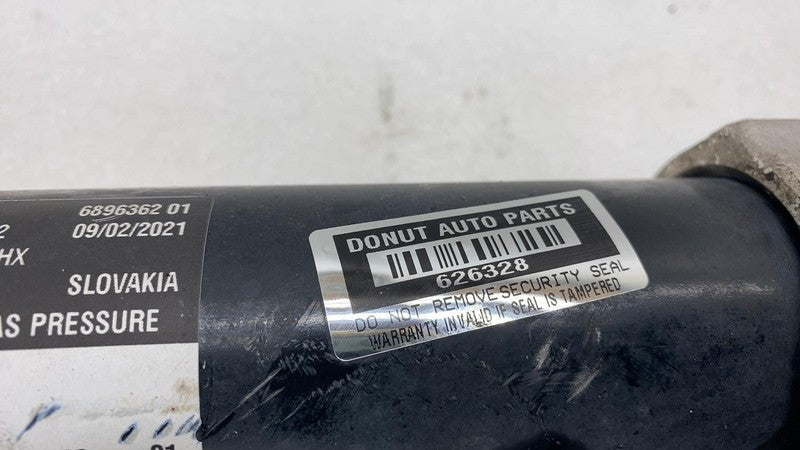 6896362 01
2 09/02/2021
HX
SLOVAKIA
AS PRESSURE
DONUT AUTO PARTS
626328
DO NOT REMOVE SECURITY SEAL
WARRANTY INVALID IF SEAL IS TAMPERED